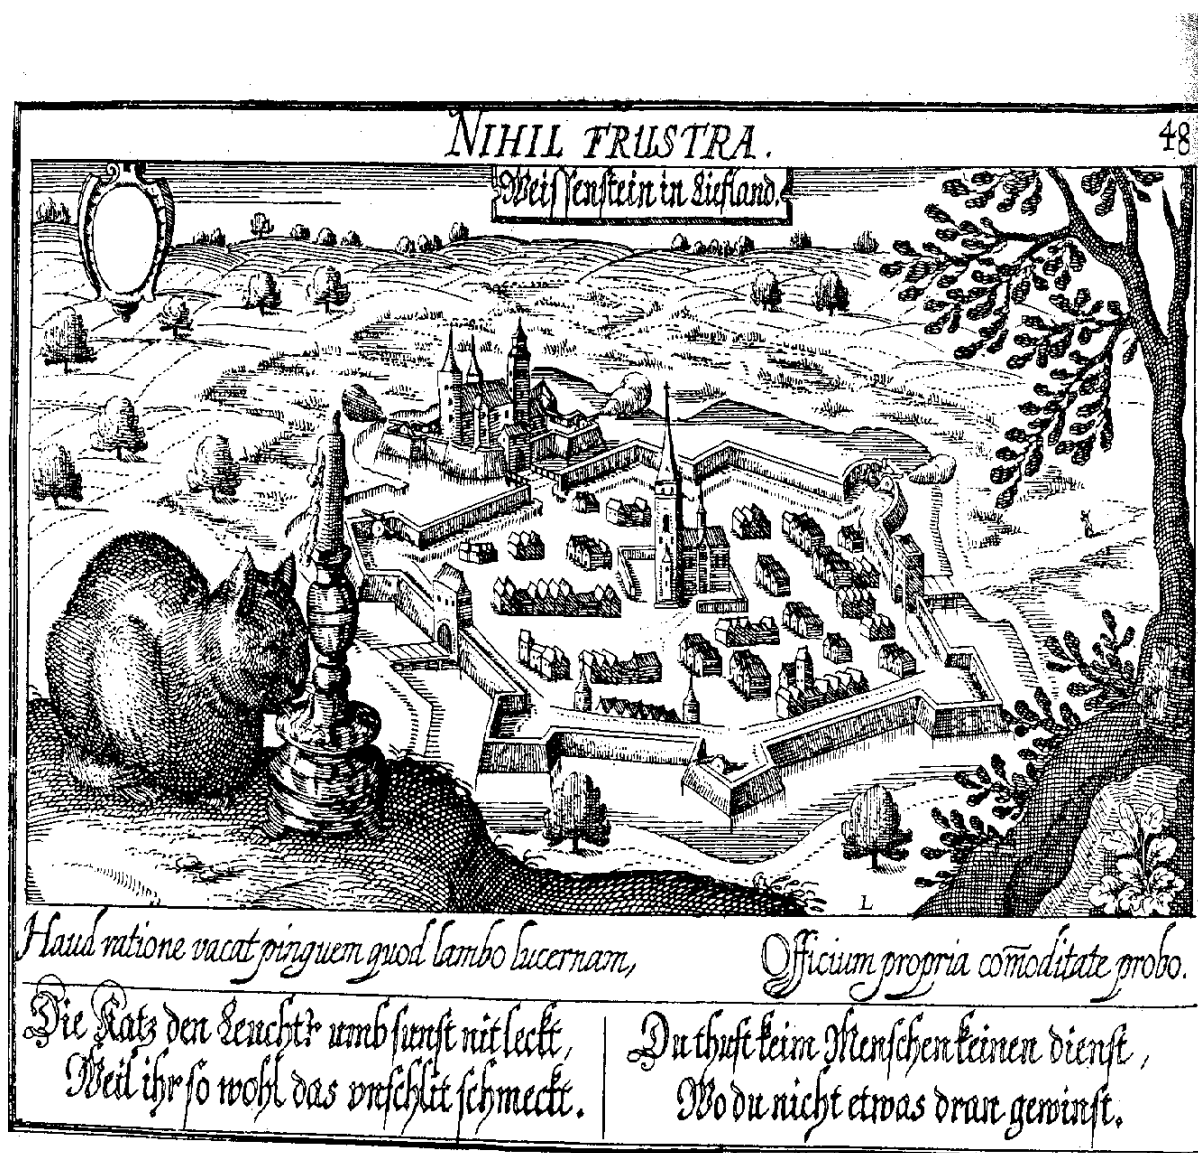 NIHIL FRUSTRA.
48
Weissenstein in Liefland.
L
Haud ratione vacat pinguem quod lambo lucernam,
Officium propria com̄oditate probo.
Die Katz den Leucht'r umb sunst nit leckt,
Weil ihr so wohl das vnschlit schmeckt.
Du thust keim Menschen keinen dienst,
Wo du nicht etwas dran gewinst.